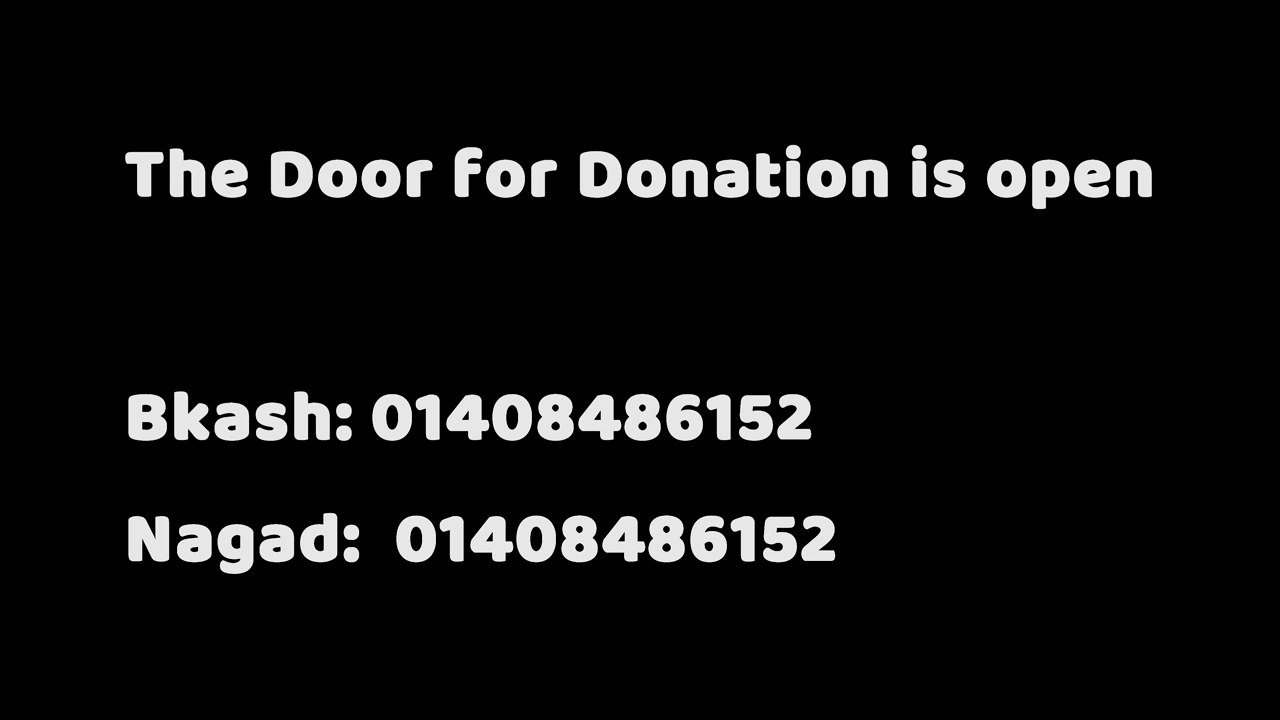 The Door for Donation is open
Bkash: 01408486152
Nagad: 01408486152